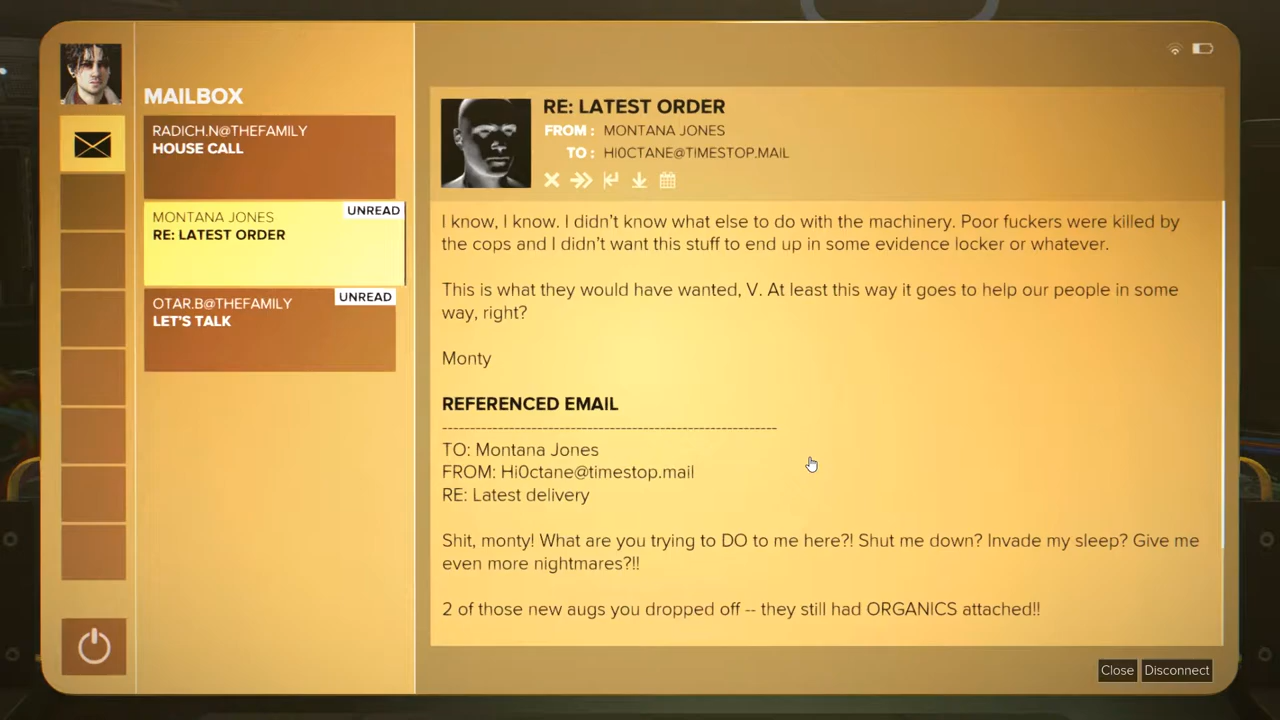 MAILBOX
RADICH.N@THEFAMILY
HOUSE CALL
MONTANA JONES
UNREAD
RE: LATEST ORDER
OTAR.B@THEFAMILY
UNREAD
LET'S TALK
RE: LATEST ORDER
FROM : MONTANA JONES
TO : HI0CTANE@TIMESTOP.MAIL
I know, I know. I didn't know what else to do with the machinery. Poor fuckers were killed by
the cops and I didn't want this stuff to end up in some evidence locker or whatever.
This is what they would have wanted, V. At least this way it goes to help our people in some
way, right?
Monty
REFERENCED EMAIL
------------------------------------------------------------
TO: Montana Jones
FROM: Hi0ctane@timestop.mail
RE: Latest delivery
Shit, monty! What are you trying to DO to me here?! Shut me down? Invade my sleep? Give me
even more nightmares?!!
2 of those new augs you dropped off -- they still had ORGANICS attached!!
Close
Disconnect